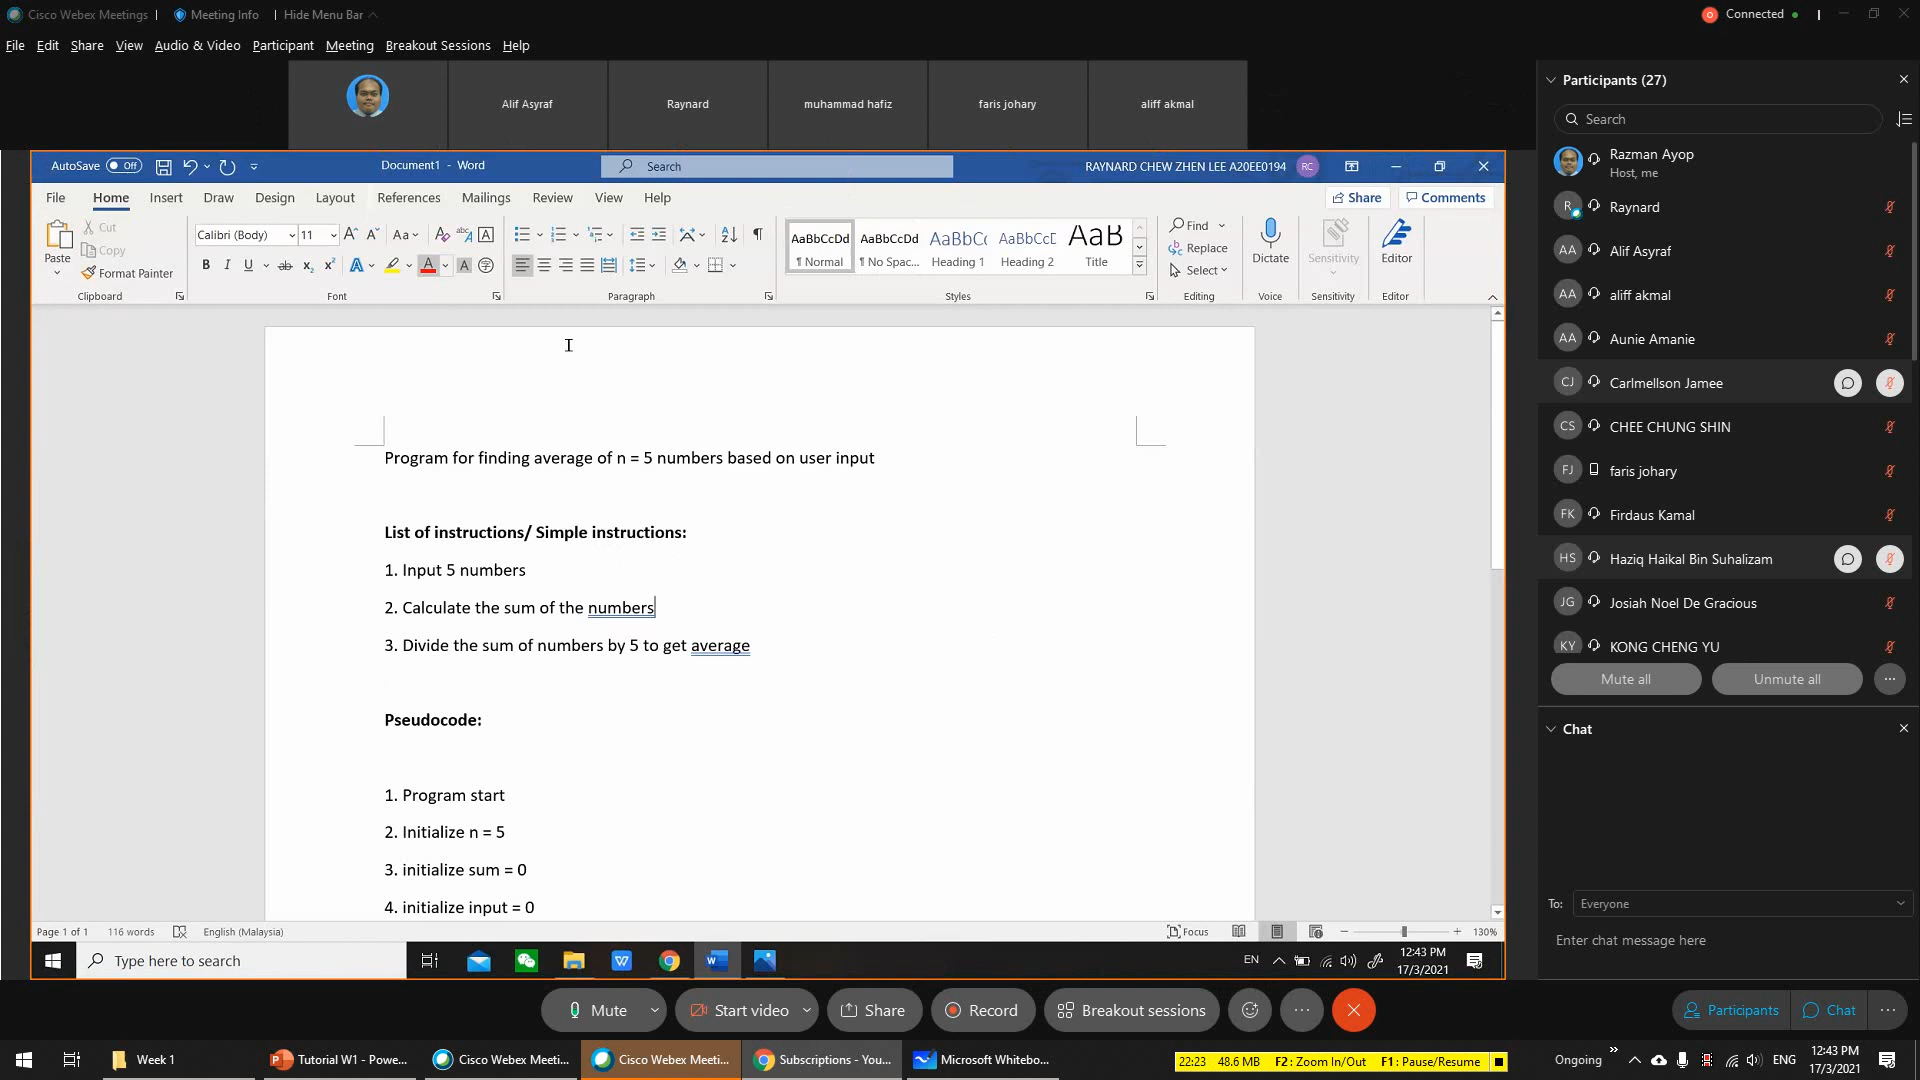 Cisco Webex Meetings
Meeting Info
Hide Menu Bar
Connected
File Edit Share View Audio & Video Participant Meeting Breakout Sessions Help
Alif Asyraf
Raynard
muhammad hafiz
faris johary
aliff akmal
AutoSave Off
Document1 - Word
Search
RAYNARD CHEW ZHEN LEE A20EE0194
RC
File Home Insert Draw Design Layout References Mailings Review View Help
Share
Comments
Paste
Cut
Copy
Format Painter
Clipboard
Calibri (Body)
11
Font
Paragraph
AaBbCcDd
¶ Normal
AaBbCcDd
¶ No Spac...
AaBbCc
Heading 1
AaBbCcE
Heading 2
AaB
Title
Styles
Find
Replace
Select
Editing
Dictate
Voice
Sensitivity
Sensitivity
Editor
Editor
Program for finding average of n = 5 numbers based on user input
List of instructions/ Simple instructions:
1. Input 5 numbers
2. Calculate the sum of the numbers
3. Divide the sum of numbers by 5 to get average
Pseudocode:
1. Program start
2. Initialize n = 5
3. initialize sum = 0
4. initialize input = 0
Page 1 of 1
116 words
English (Malaysia)
Focus
130%
Type here to search
EN
12:43 PM
17/3/2021
Participants (27)
Search
Razman Ayop
Host, me
R
Raynard
AA
Alif Asyraf
AA
aliff akmal
AA
Aunie Amanie
CJ
Carlmellson Jamee
CS
CHEE CHUNG SHIN
FJ
faris johary
FK
Firdaus Kamal
HS
Haziq Haikal Bin Suhalizam
JG
Josiah Noel De Gracious
KY
KONG CHENG YU
Mute all
Unmute all
Chat
To:
Everyone
Enter chat message here
Mute
Start video
Share
Record
Breakout sessions
Participants
Chat
Week 1
Tutorial W1 - Powe...
Cisco Webex Meeti...
Cisco Webex Meeti...
Subscriptions - You...
Microsoft Whitebo...
22:23 48.6 MB F2: Zoom In/Out F1: Pause/Resume
Ongoing
ENG
12:43 PM
17/3/2021